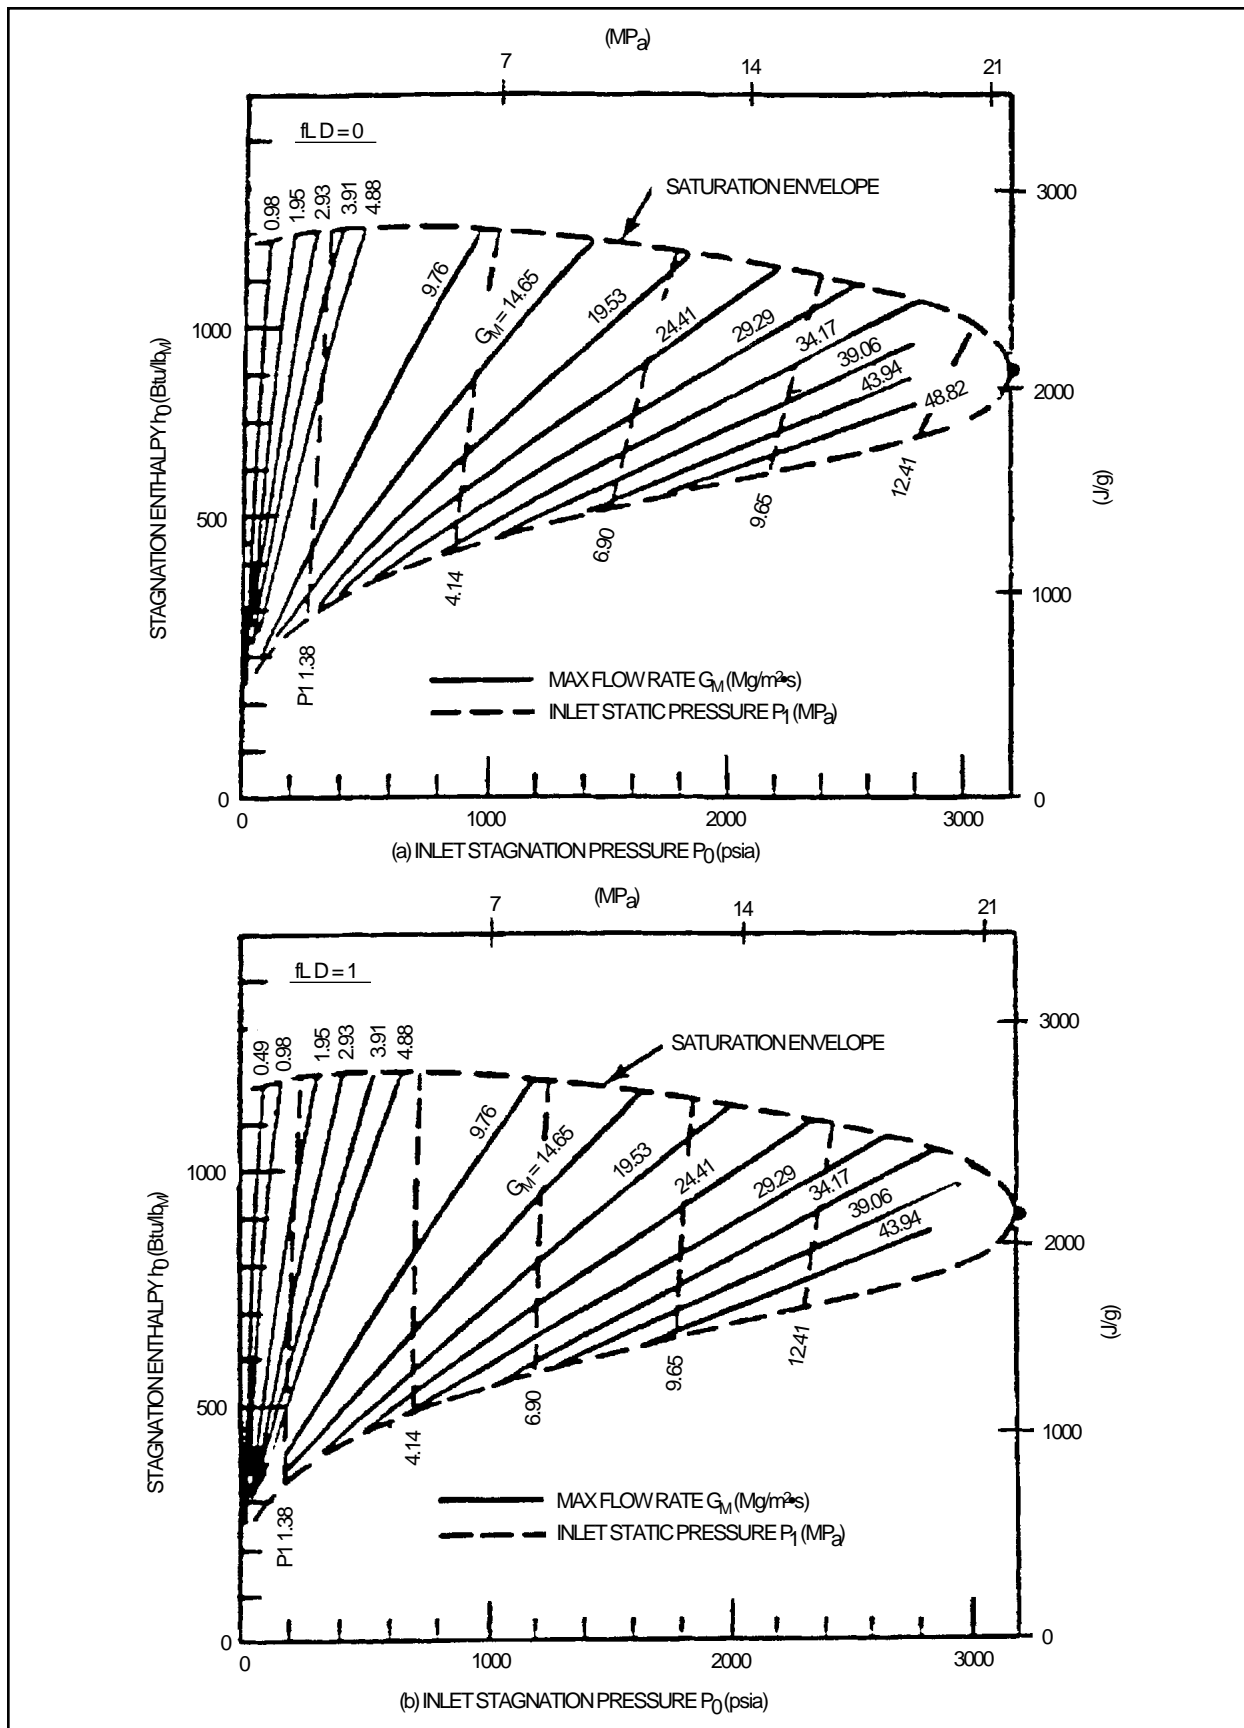 (MPa)
7 14 21
fL D = 0
0.98
1.95
2.93
3.91
4.88
SATURATION ENVELOPE
3000
9.76
GM = 14.65
19.53
24.41
29.29
34.17
39.06
43.94
48.82
1000
2000
STAGNATION ENTHALPY h0 (Btu/lbM)
500
(J/g)
12.41
9.65
6.90
4.14
P1 1.38
1000
MAX FLOW RATE GM (Mg/m²•s)
INLET STATIC PRESSURE P1 (MPa)
0
0
0 1000 2000 3000
(a) INLET STAGNATION PRESSURE P0 (psia)
(MPa)
7 14 21
fL D = 1
0.49
0.98
1.95
2.93
3.91
4.88
SATURATION ENVELOPE
3000
9.76
GM = 14.65
19.53
24.41
29.29
34.17
39.06
43.94
1000
2000
STAGNATION ENTHALPY h0 (Btu/lbM)
500
(J/g)
12.41
9.65
6.90
4.14
P1 1.38
1000
MAX FLOW RATE GM (Mg/m²•s)
INLET STATIC PRESSURE P1 (MPa)
0
0
0 1000 2000 3000
(b) INLET STAGNATION PRESSURE P0 (psia)